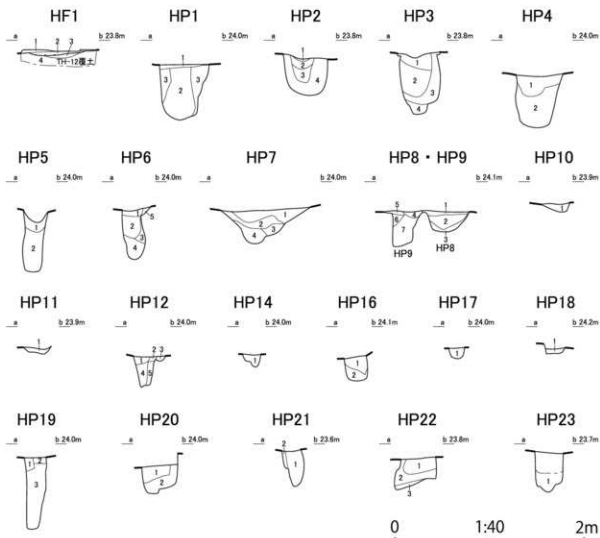 HF1 HP1 HP2 HP3 HP4
a b 23.8m a b 24.0m a b 23.8m a b 23.8m a b 24.0m
1 2 3 4 TH-12覆土
1 3 2 3
1 2 3 4
1 2 3 4
1 2
HP5 HP6 HP7 HP8・HP9 HP10
a b 24.0m a b 24.0m a b 24.0m a b 24.1m a b 23.9m
1 2
1 5 2 3 4
1 2 3 4
5 4 1 6 2 7 3 HP9 HP8
1
HP11 HP12 HP14 HP16 HP17 HP18
a b 23.9m a b 24.0m a b 24.0m a b 24.1m a b 24.0m a b 24.2m
1
1 2 3 4 5
1
1 2
1
1
HP19 HP20 HP21 HP22 HP23
a b 24.0m a b 24.0m a b 23.6m a b 23.8m a b 23.7m
1 2 3
1 2
2 1
1 2 3
1
0 1:40 2m